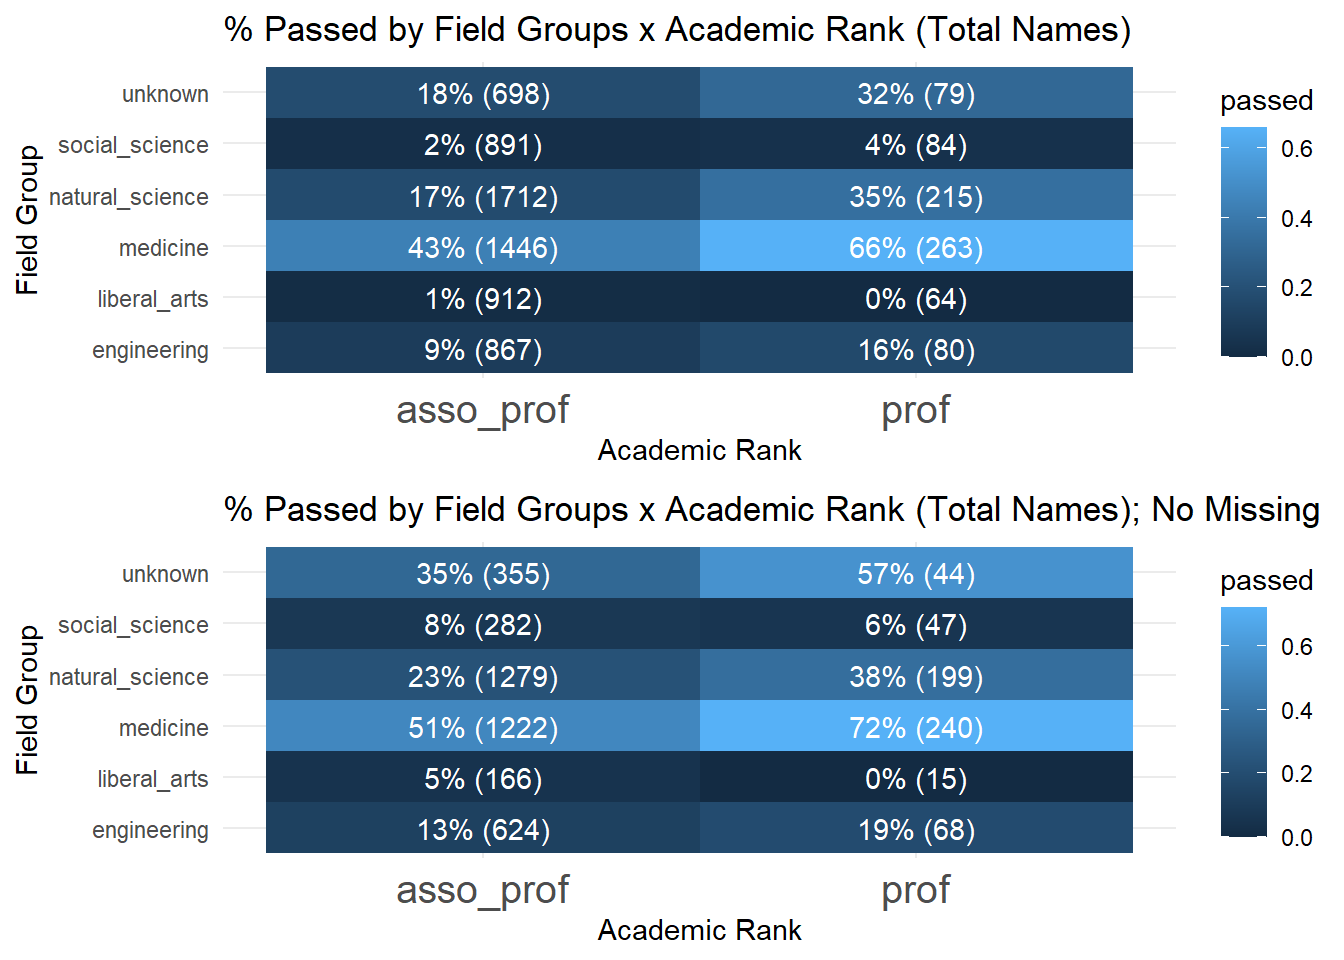 % Passed by Field Groups x Academic Rank (Total Names)
Field Group
unknown 18% (698) 32% (79)
social_science 2% (891) 4% (84)
natural_science 17% (1712) 35% (215)
medicine 43% (1446) 66% (263)
liberal_arts 1% (912) 0% (64)
engineering 9% (867) 16% (80)
asso_prof prof
Academic Rank
passed
0.6
0.4
0.2
0.0
% Passed by Field Groups x Academic Rank (Total Names); No Missing
Field Group
unknown 35% (355) 57% (44)
social_science 8% (282) 6% (47)
natural_science 23% (1279) 38% (199)
medicine 51% (1222) 72% (240)
liberal_arts 5% (166) 0% (15)
engineering 13% (624) 19% (68)
asso_prof prof
Academic Rank
passed
0.6
0.4
0.2
0.0